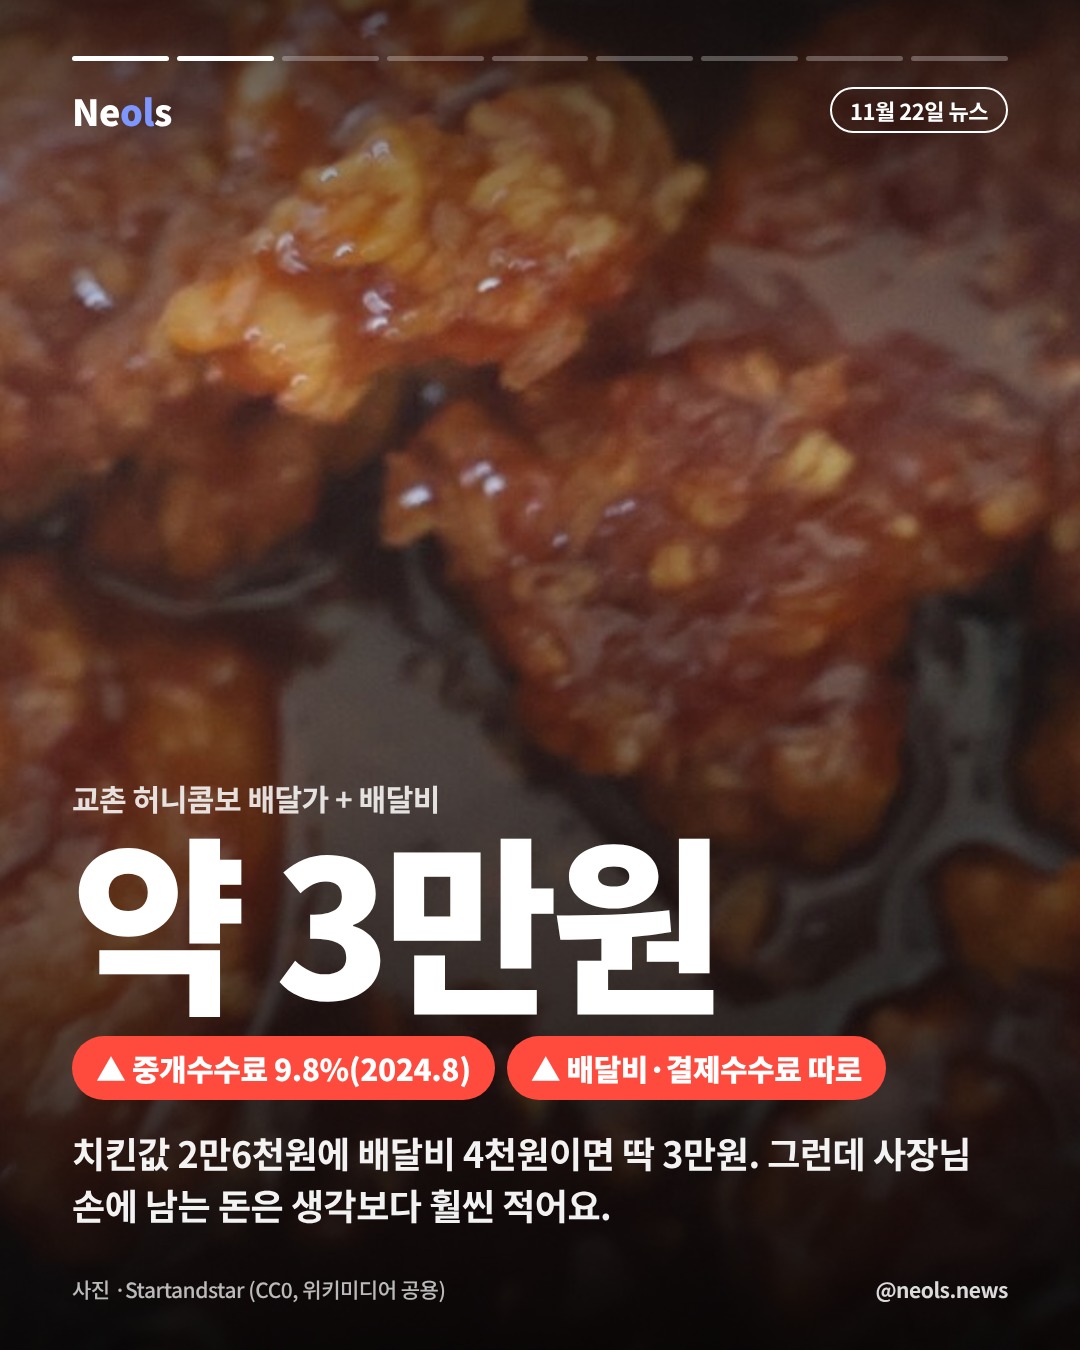 Neols
11월 22일 뉴스
교촌 허니콤보 배달가 + 배달비
약 3만원
▲ 중개수수료 9.8%(2024.8)
▲ 배달비·결제수수료 따로
치킨값 2만6천원에 배달비 4천원이면 딱 3만원. 그런데 사장님
손에 남는 돈은 생각보다 훨씬 적어요.
사진 · Startandstar (CC0, 위키미디어 공용)
@neols.news